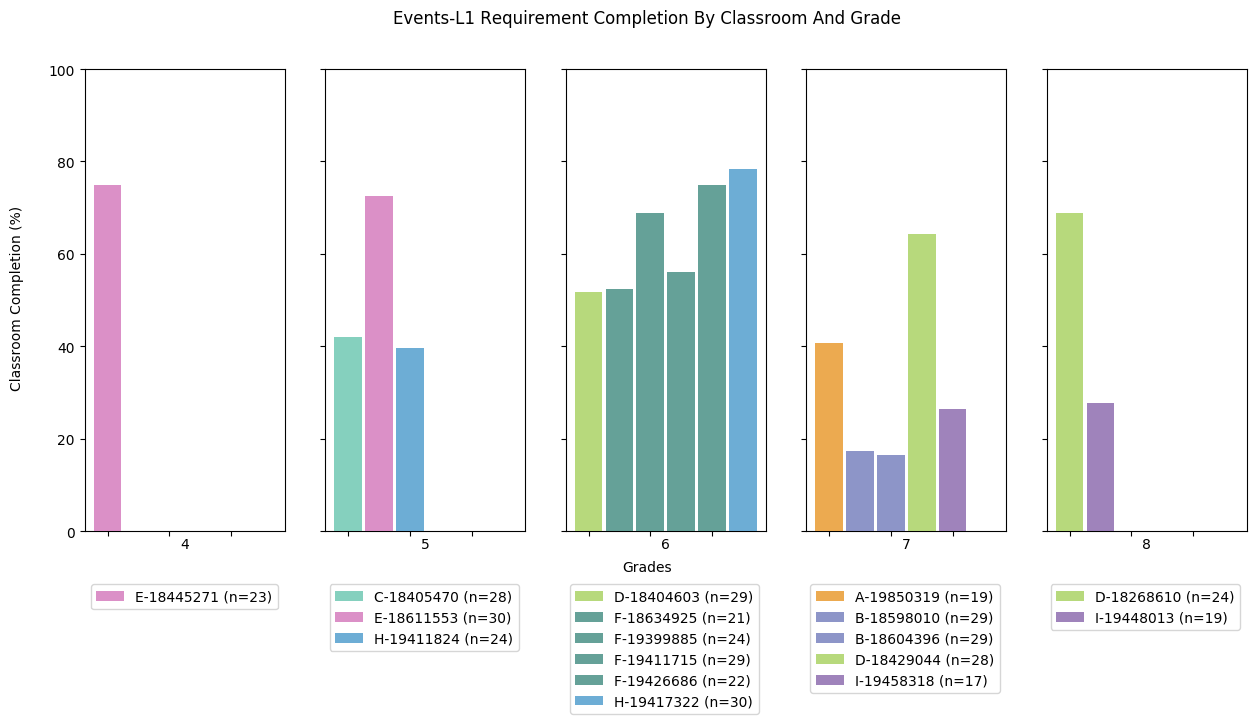 Events-L1 Requirement Completion By Classroom And Grade
Classroom Completion (%)
100
80
60
40
20
0
4
5
6
7
8
Grades
E-18445271 (n=23)
C-18405470 (n=28)
E-18611553 (n=30)
H-19411824 (n=24)
D-18404603 (n=29)
F-18634925 (n=21)
F-19399885 (n=24)
F-19411715 (n=29)
F-19426686 (n=22)
H-19417322 (n=30)
A-19850319 (n=19)
B-18598010 (n=29)
B-18604396 (n=29)
D-18429044 (n=28)
I-19458318 (n=17)
D-18268610 (n=24)
I-19448013 (n=19)